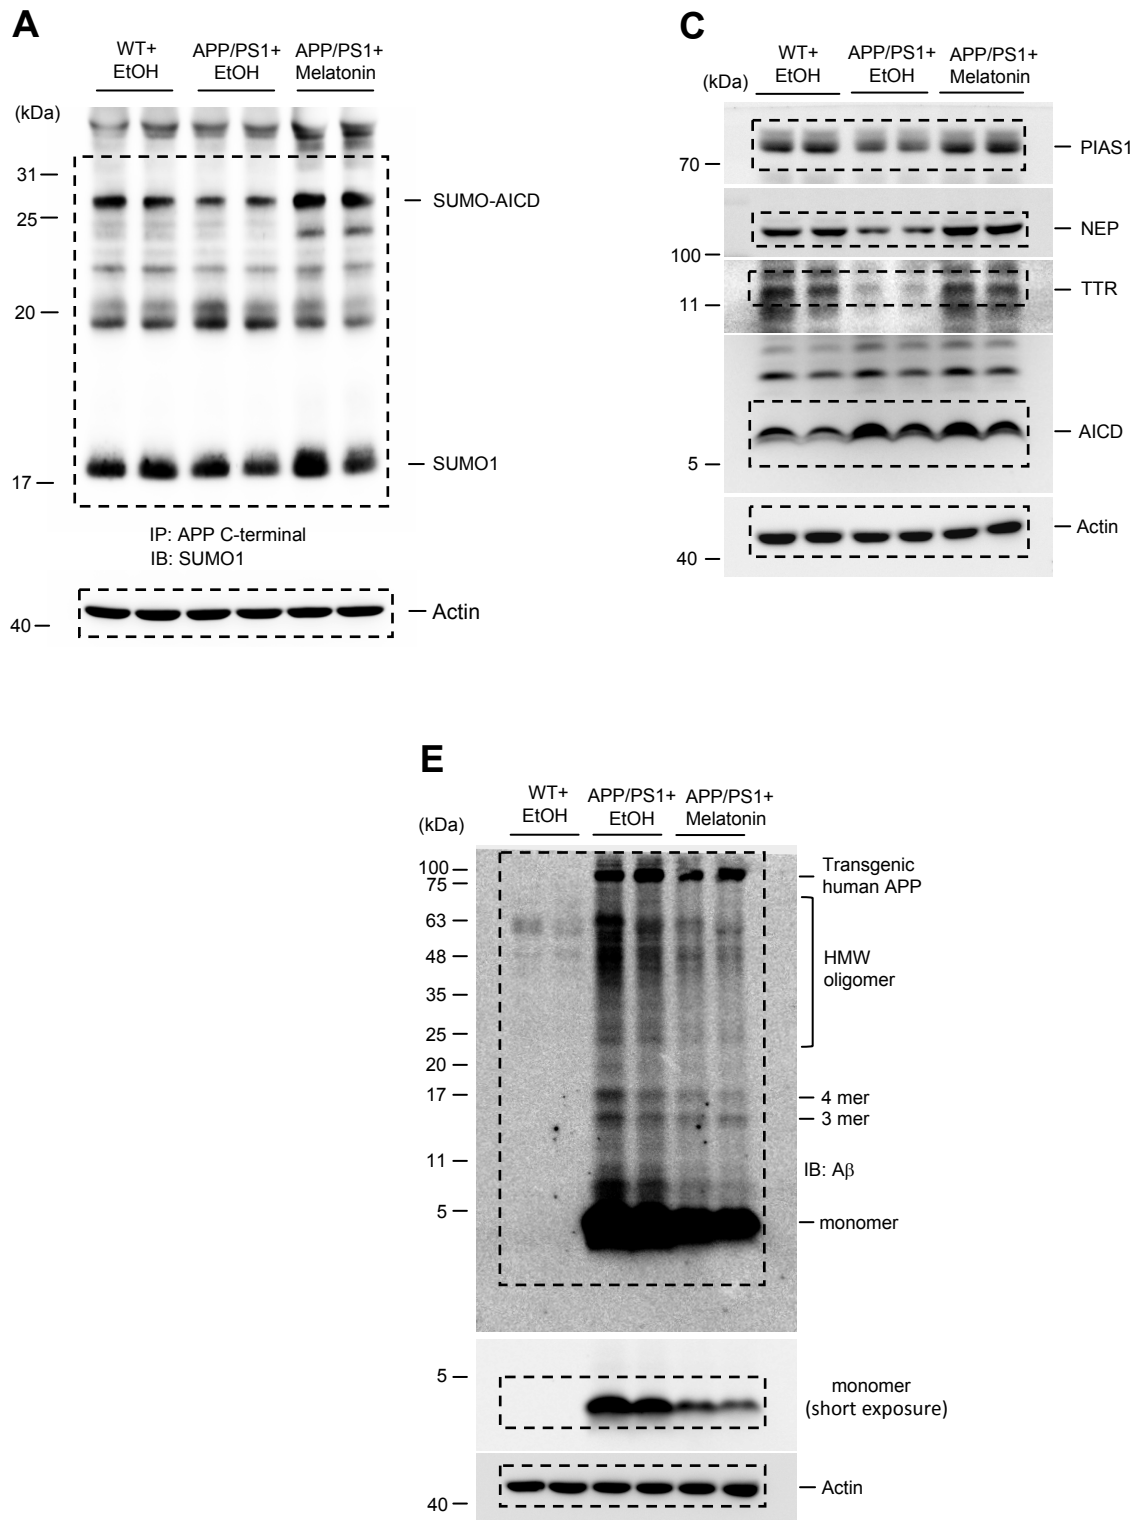 A
WT+
EtOH
APP/PS1+
EtOH
APP/PS1+
Melatonin
(kDa)
31
25
20
17
SUMO-AICD
SUMO1
IP: APP C-terminal
IB: SUMO1
40
Actin
C
WT+
EtOH
APP/PS1+
EtOH
APP/PS1+
Melatonin
(kDa)
70
PIAS1
NEP
100
TTR
11
AICD
5
Actin
40
E
WT+
EtOH
APP/PS1+
EtOH
APP/PS1+
Melatonin
(kDa)
100
75
63
48
35
25
20
17
11
5
Transgenic
human APP
HMW
oligomer
4 mer
3 mer
IB: Aβ
monomer
5
monomer
(short exposure)
Actin
40